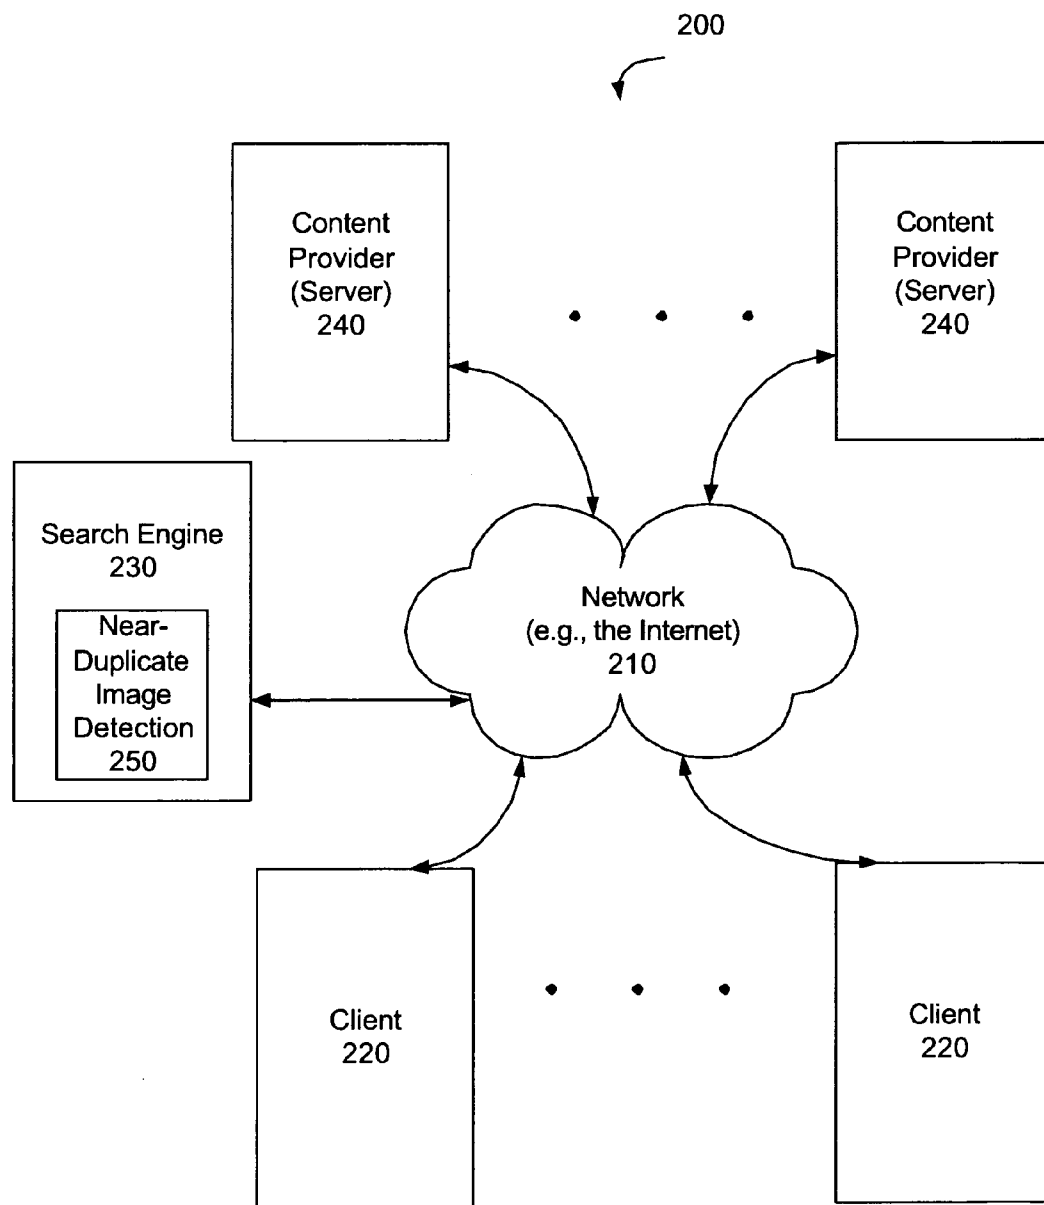 200
Content
Provider
(Server)
240
Content
Provider
(Server)
240
Search Engine
230
Near-
Duplicate
Image
Detection
250
Network
(e.g., the Internet)
210
Client
220
Client
220